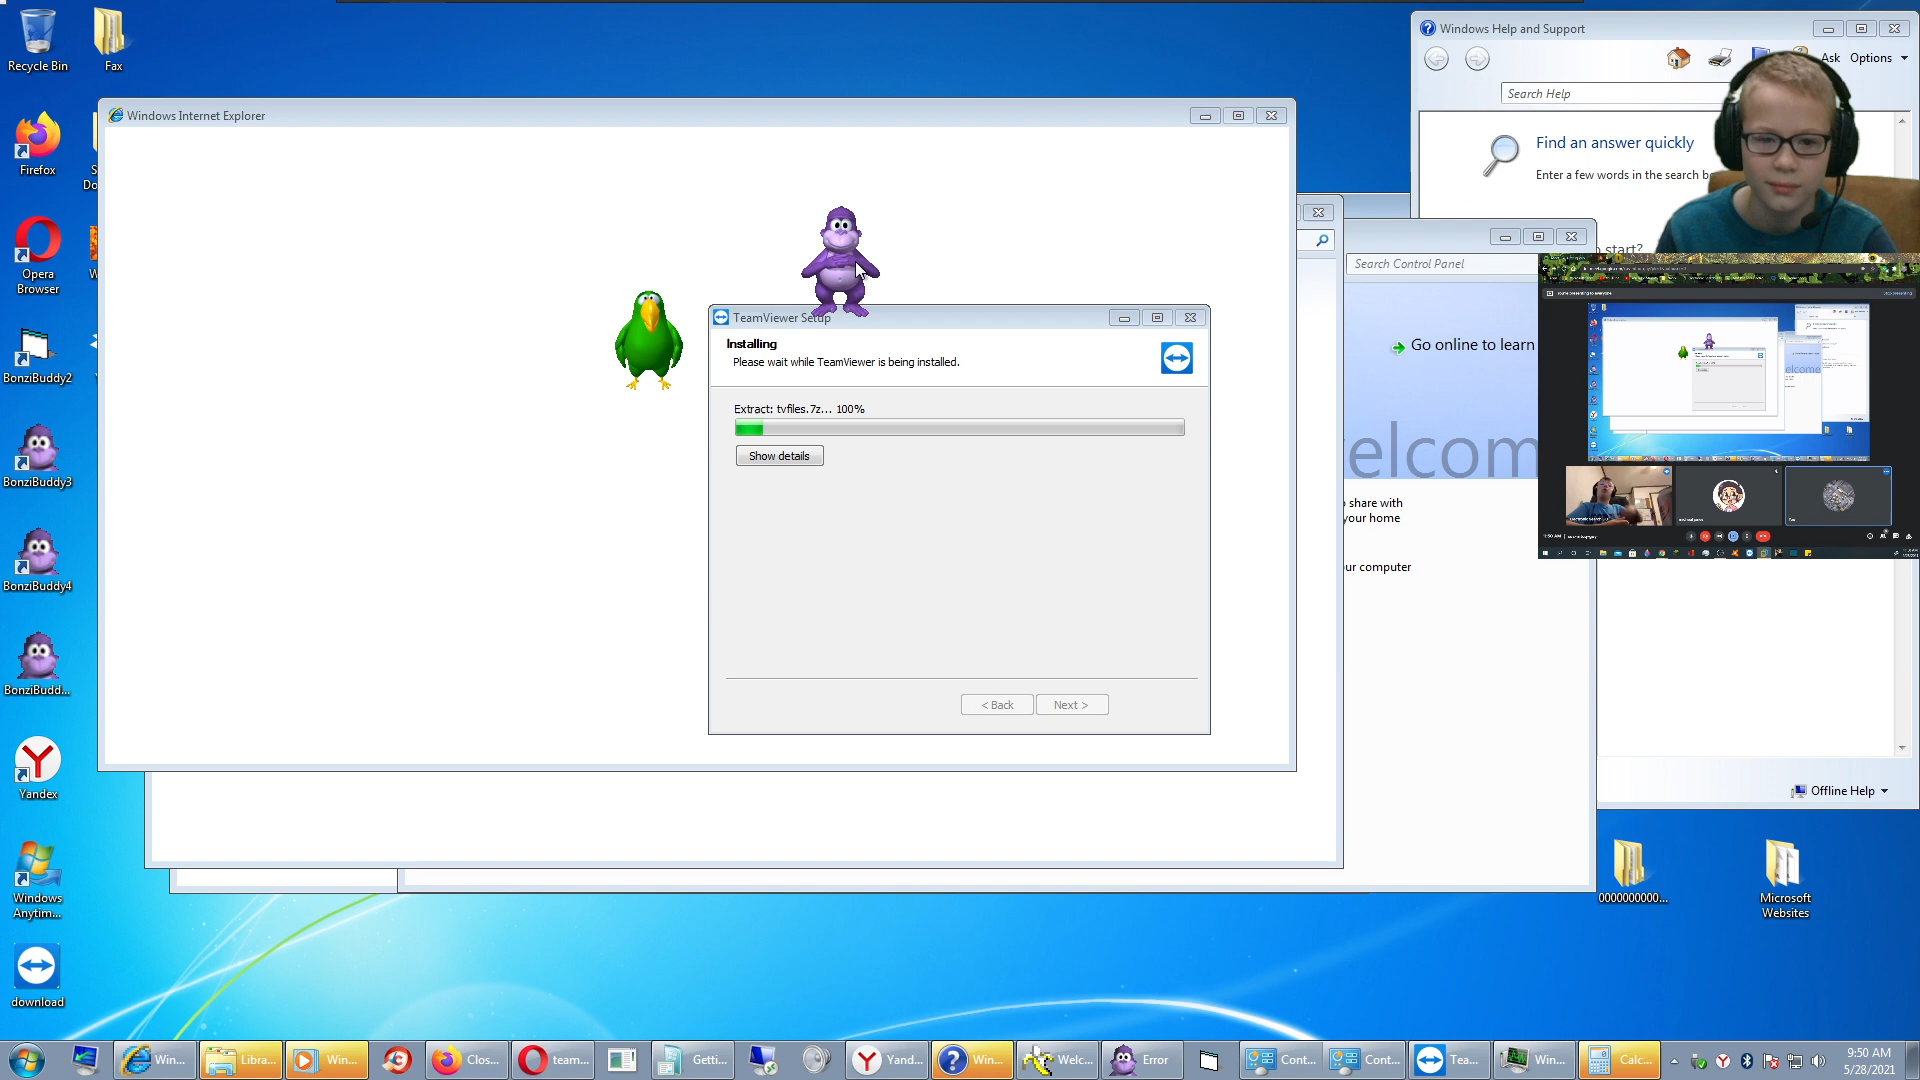 Recycle Bin
Fax
Firefox
Opera
Browser
BonziBuddy2
BonziBuddy3
BonziBuddy4
BonziBudd...
Yandex
Windows
Anytim...
download
Windows Internet Explorer
TeamViewer Setup
Installing
Please wait while TeamViewer is being installed.
Extract: tvfiles.7z... 100%
Show details
< Back
Next >
Windows Help and Support
Ask
Options
Search Help
Find an answer quickly
Enter a few words in the search b
start?
Search Control Panel
Go online to learn
elcom
share with
your home
ur computer
Offline Help
0000000000...
Microsoft
Websites
Win...
Libra...
Win...
Clos...
team...
Getti...
Yand...
Win...
Welc...
Error
Cont...
Cont...
Tea...
Win...
Calc...
9:50 AM
5/28/2021